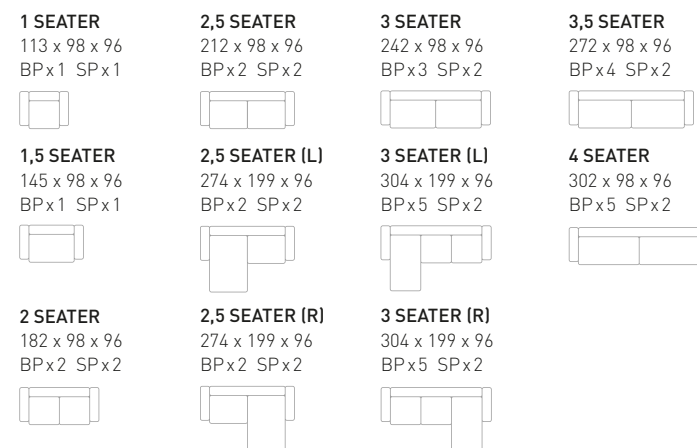 1 SEATER
113 x 98 x 96
BPx1 SPx1
2,5 SEATER
212 x 98 x 96
BPx2 SPx2
3 SEATER
242 x 98 x 96
BPx3 SPx2
3,5 SEATER
272 x 98 x 96
BPx4 SPx2
1,5 SEATER
145 x 98 x 96
BPx1 SPx1
2,5 SEATER (L)
274 x 199 x 96
BPx2 SPx2
3 SEATER (L)
304 x 199 x 96
BPx5 SPx2
4 SEATER
302 x 98 x 96
BPx5 SPx2
2 SEATER
182 x 98 x 96
BPx2 SPx2
2,5 SEATER (R)
274 x 199 x 96
BPx2 SPx2
3 SEATER (R)
304 x 199 x 96
BPx5 SPx2